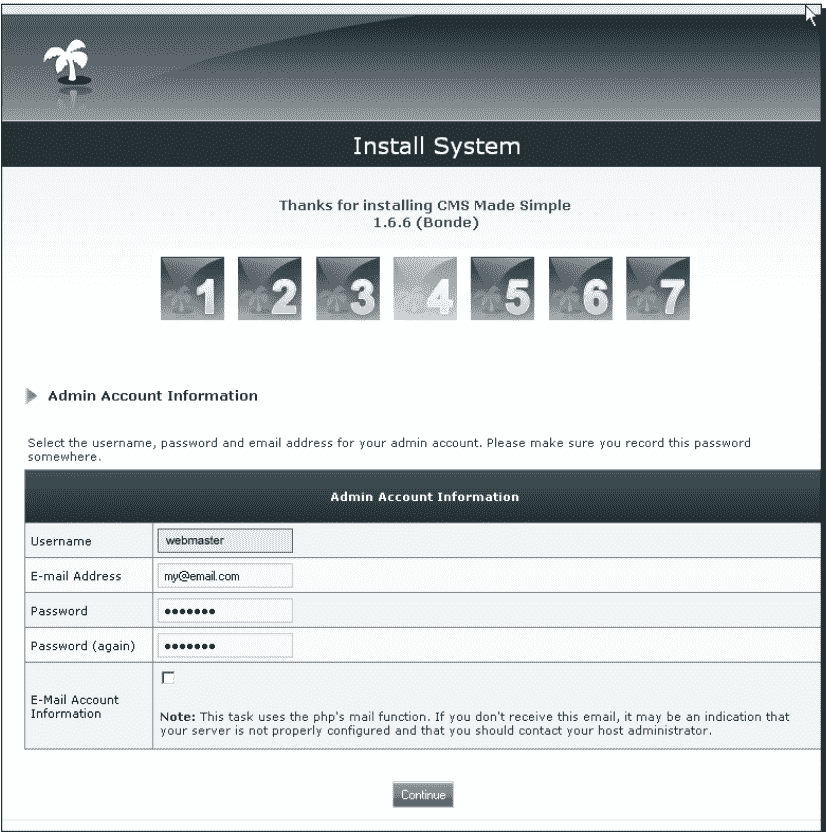 Install System
Thanks for installing CMS Made Simple
1.6.6 (Bonde)
1 2 3 4 5 6 7
Admin Account Information
Select the username, password and email address for your admin account. Please make sure you record this password
somewhere.
Admin Account Information
Username webmaster
E-mail Address my@email.com
Password •••••••
Password (again) •••••••
E-Mail Account
Information
Note: This task uses the php's mail function. If you don't receive this email, it may be an indication that
your server is not properly configured and that you should contact your host administrator.
Continue